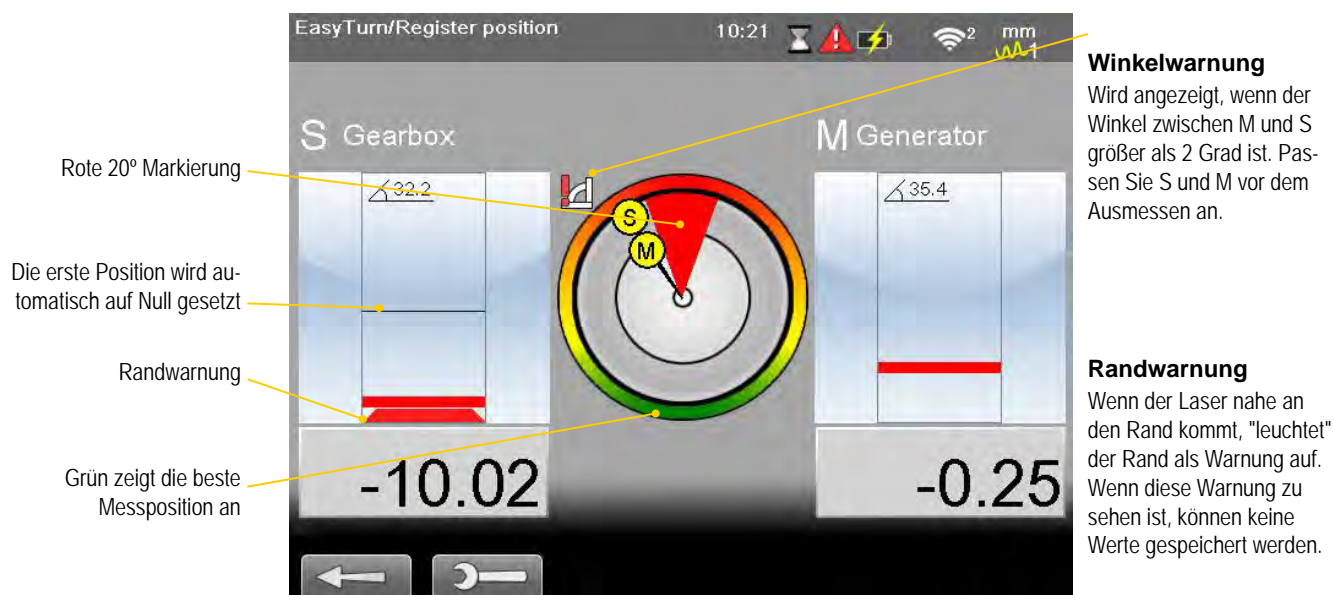 EasyTurn/Register position
10:21
2
mm
1
S Gearbox
M Generator
32.2
35.4
S
M
-10.02
-0.25
Rote 20º Markierung
Die erste Position wird au-
tomatisch auf Null gesetzt
Randwarnung
Grün zeigt die beste
Messposition an
Winkelwarnung
Wird angezeigt, wenn der
Winkel zwischen M und S
größer als 2 Grad ist. Pas-
sen Sie S und M vor dem
Ausmessen an.
Randwarnung
Wenn der Laser nahe an
den Rand kommt, "leuchtet"
der Rand als Warnung auf.
Wenn diese Warnung zu
sehen ist, können keine
Werte gespeichert werden.